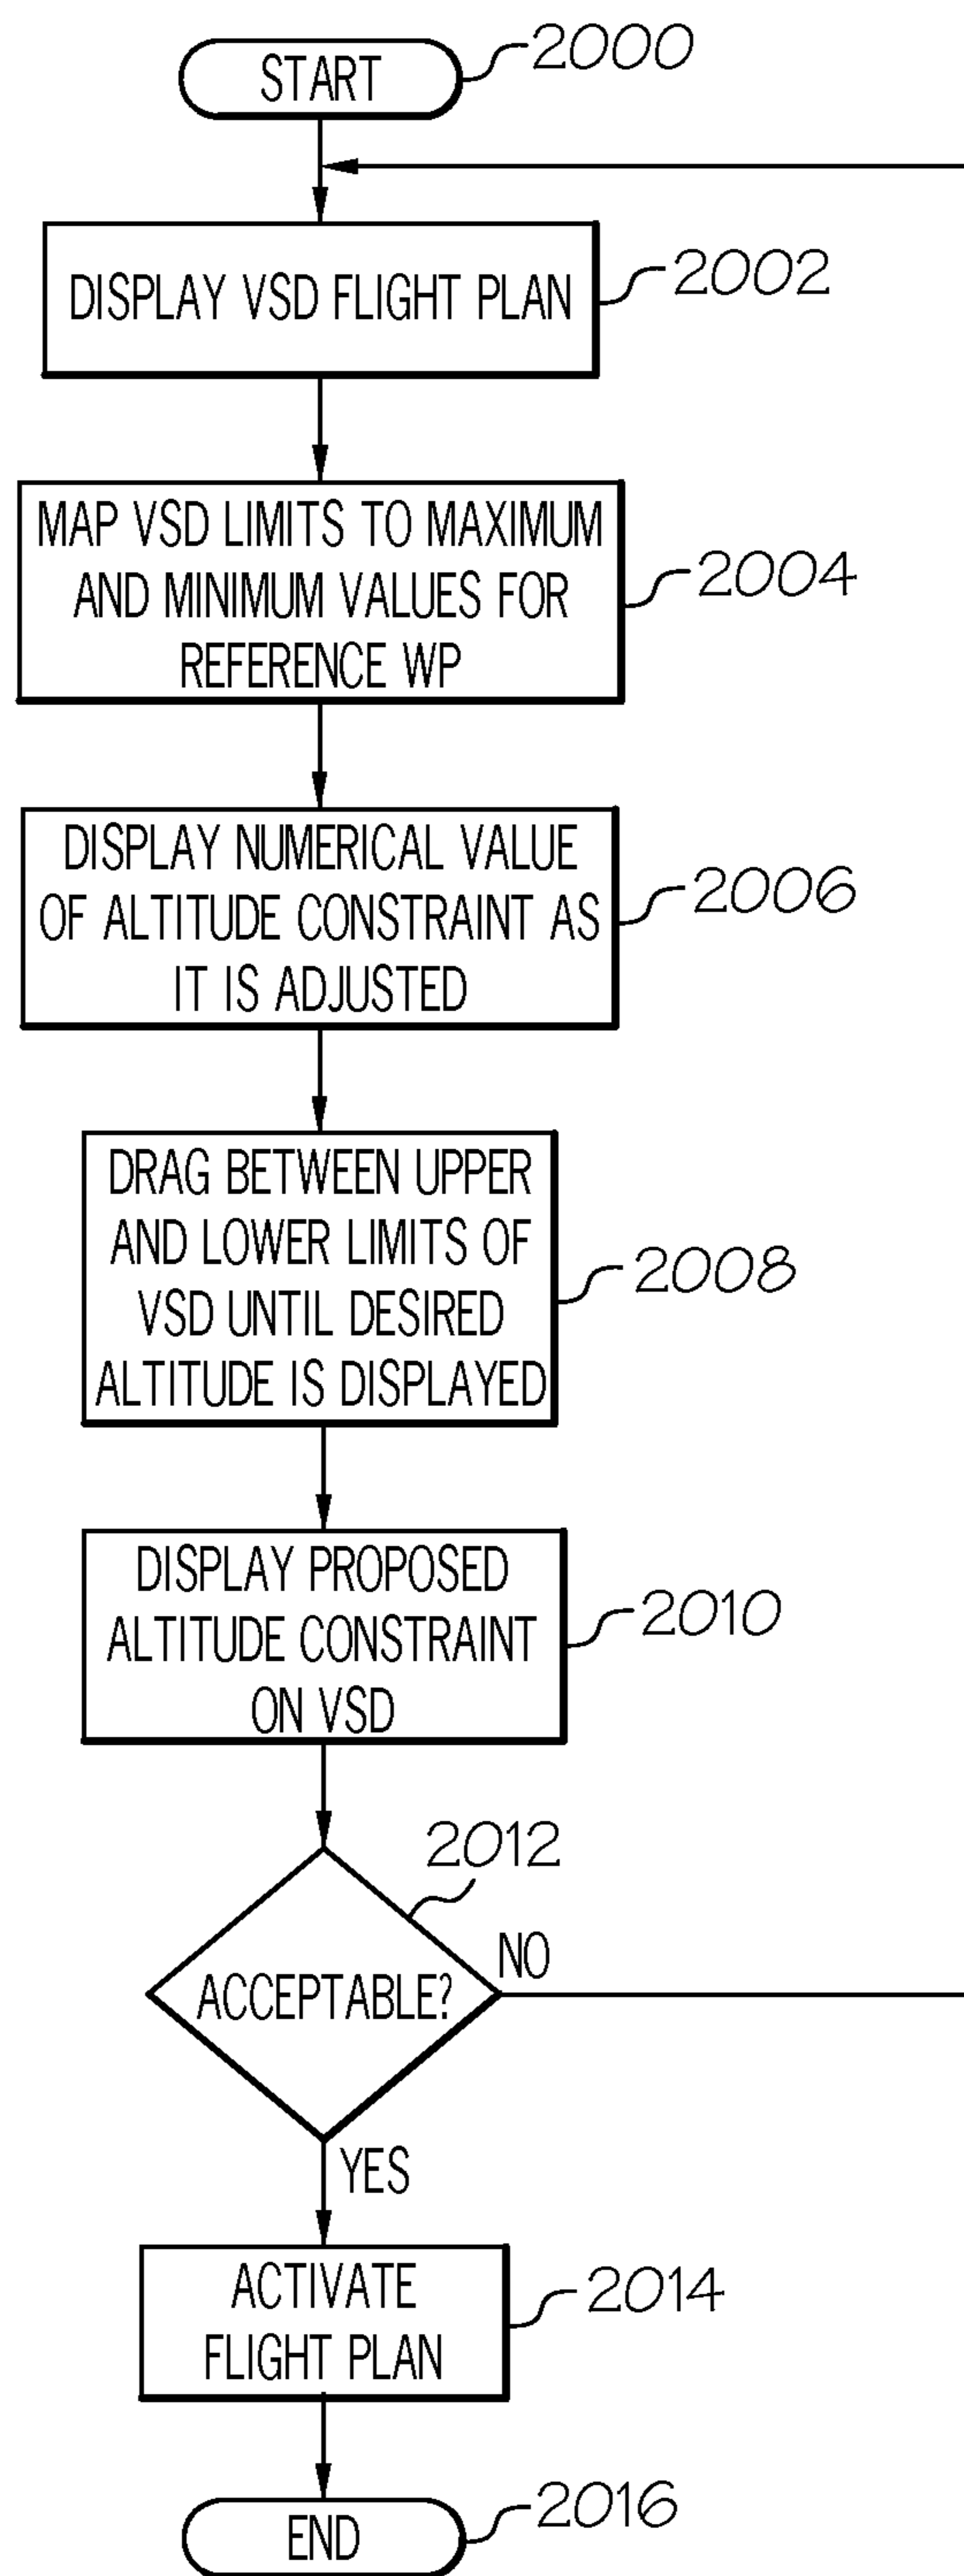 START
2000
DISPLAY VSD FLIGHT PLAN
2002
MAP VSD LIMITS TO MAXIMUM
AND MINIMUM VALUES FOR
REFERENCE WP
2004
DISPLAY NUMERICAL VALUE
OF ALTITUDE CONSTRAINT AS
IT IS ADJUSTED
2006
DRAG BETWEEN UPPER
AND LOWER LIMITS OF
VSD UNTIL DESIRED
ALTITUDE IS DISPLAYED
2008
DISPLAY PROPOSED
ALTITUDE CONSTRAINT
ON VSD
2010
2012
ACCEPTABLE?
NO
YES
ACTIVATE
FLIGHT PLAN
2014
END
2016